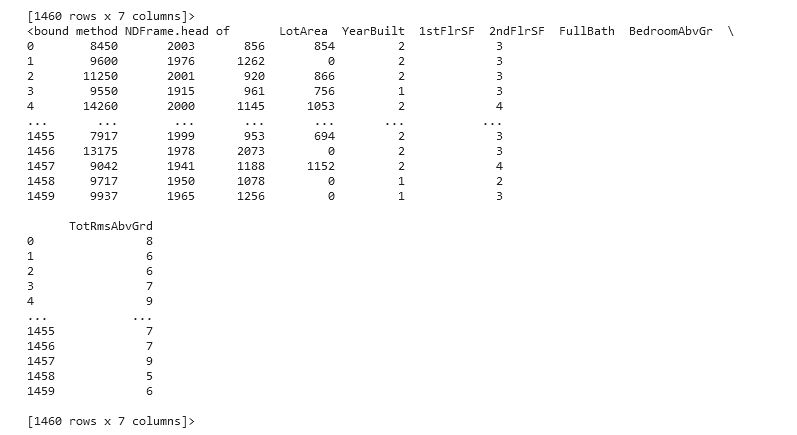 [1460 rows x 7 columns]>
<bound method NDFrame.head of       LotArea  YearBuilt  1stFlrSF  2ndFlrSF  FullBath  BedroomAbvGr  \
0        8450       2003       856       854         2             3
1        9600       1976      1262         0         2             3
2       11250       2001       920       866         2             3
3        9550       1915       961       756         1             3
4       14260       2000      1145      1053         2             4
...       ...        ...       ...       ...       ...           ...
1455     7917       1999       953       694         2             3
1456    13175       1978      2073         0         2             3
1457     9042       1941      1188      1152         2             4
1458     9717       1950      1078         0         1             2
1459     9937       1965      1256         0         1             3
      TotRmsAbvGrd
0                8
1                6
2                6
3                7
4                9
...            ...
1455             7
1456             7
1457             9
1458             5
1459             6
[1460 rows x 7 columns]>